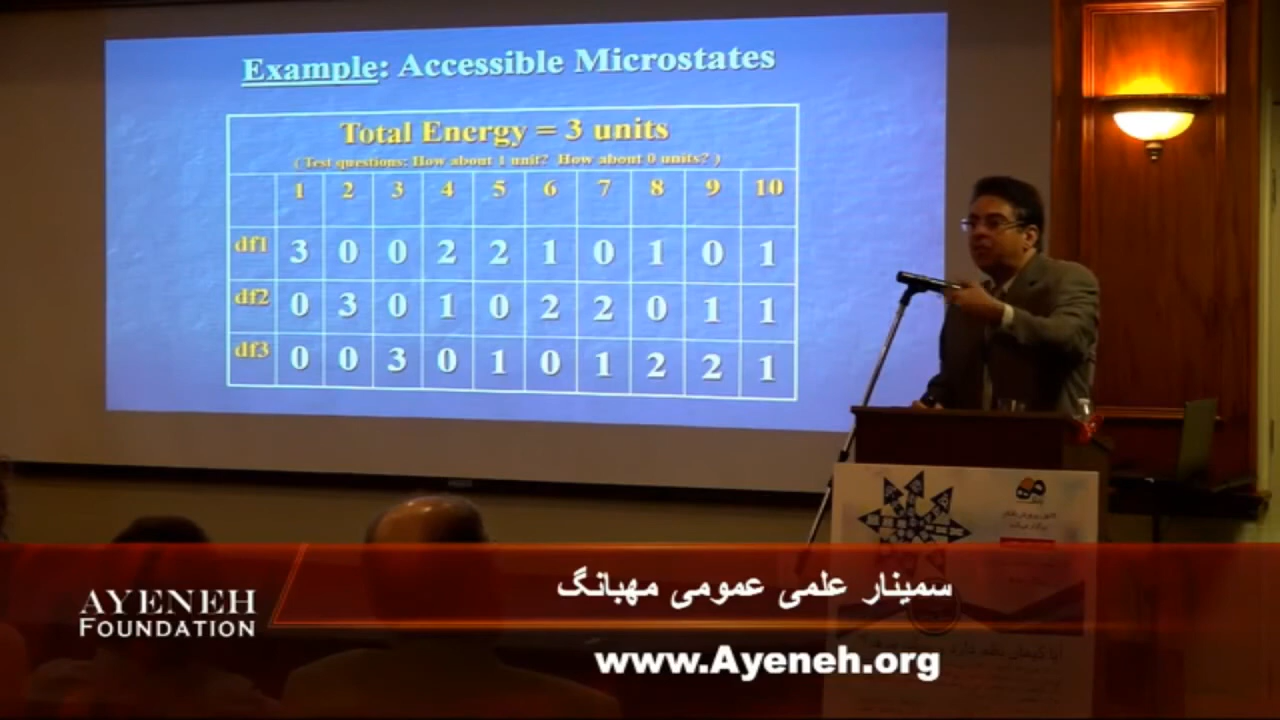 Example: Accessible Microstates
Total Energy = 3 units
( Test questions: How about 1 unit? How about 0 units? )
1 2 3 4 5 6 7 8 9 10
df1 3 0 0 2 2 1 0 1 0 1
df2 0 3 0 1 0 2 2 0 1 1
df3 0 0 3 0 1 0 1 2 2 1
AYENEH
FOUNDATION
سمینار علمی عمومی مهبانگ
www.Ayeneh.org